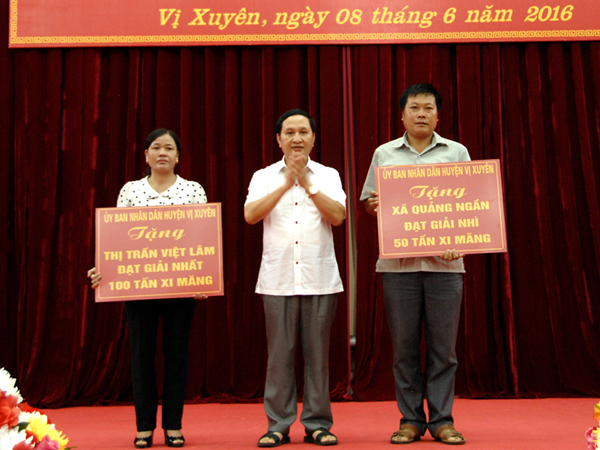 Vị Xuyên, ngày 08 tháng 6 năm 2016
ỦY BAN NHÂN DÂN HUYỆN VỊ XUYÊN
Tặng
THỊ TRẤN VIỆT LÂM
ĐẠT GIẢI NHẤT
100 TẤN XI MĂNG
ỦY BAN NHÂN DÂN HUYỆN VỊ XUYÊN
Tặng
XÃ QUẢNG NGẦN
ĐẠT GIẢI NHÌ
50 TẤN XI MĂNG